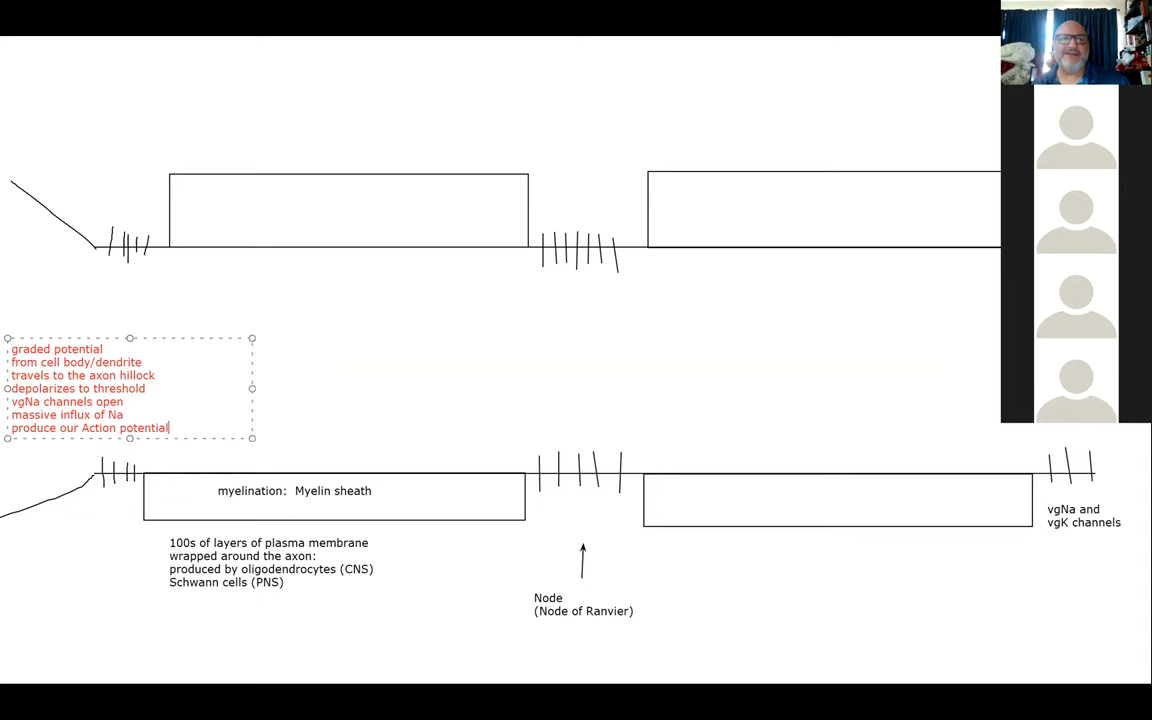 graded potential
from cell body/dendrite
travels to the axon hillock
depolarizes to threshold
vgNa channels open
massive influx of Na
produce our Action potential
myelination:  Myelin sheath
100s of layers of plasma membrane
wrapped around the axon:
produced by oligodendrocytes (CNS)
Schwann cells (PNS)
Node
(Node of Ranvier)
vgNa and
vgK channels